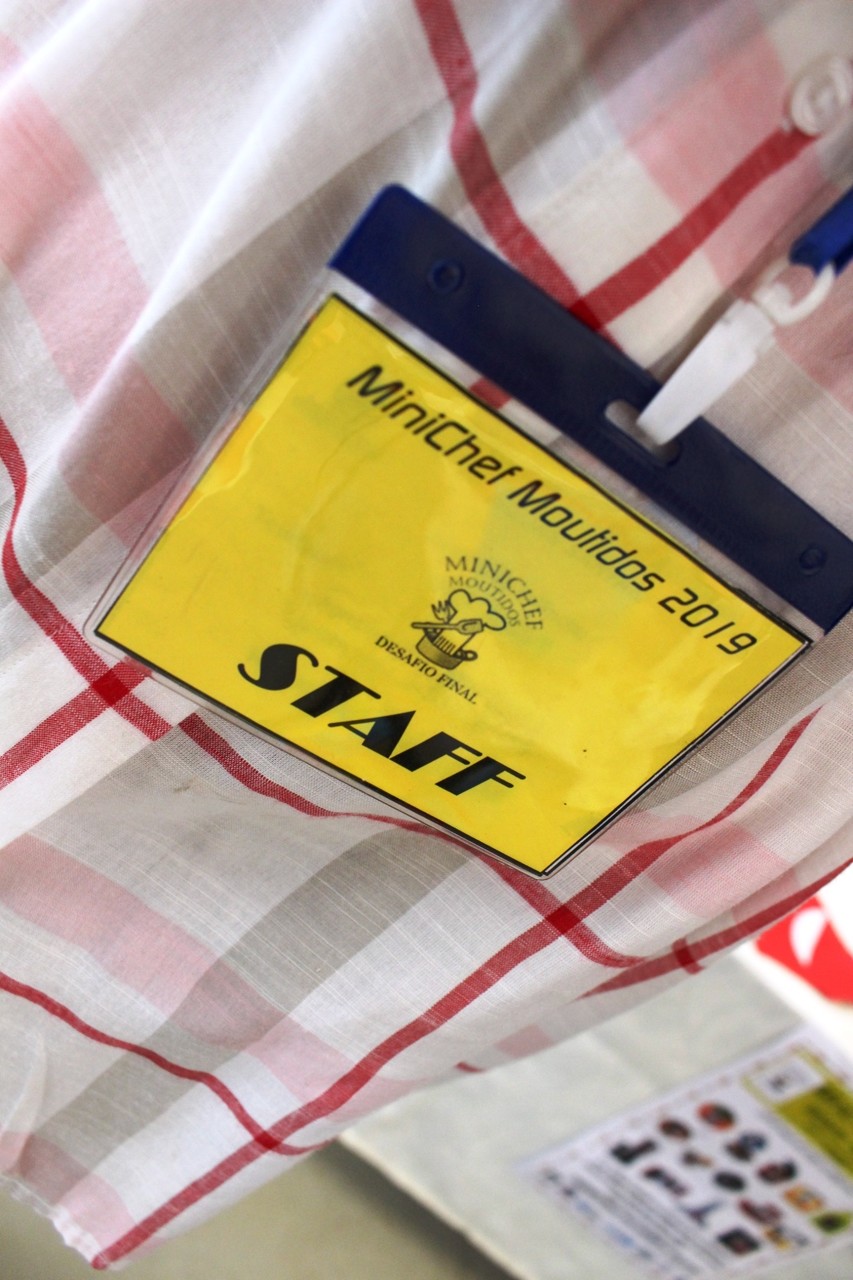 MiniChef Moutidos 2019
MINICHEF
MOUTIDOS
DESAFIO FINAL
STAFF